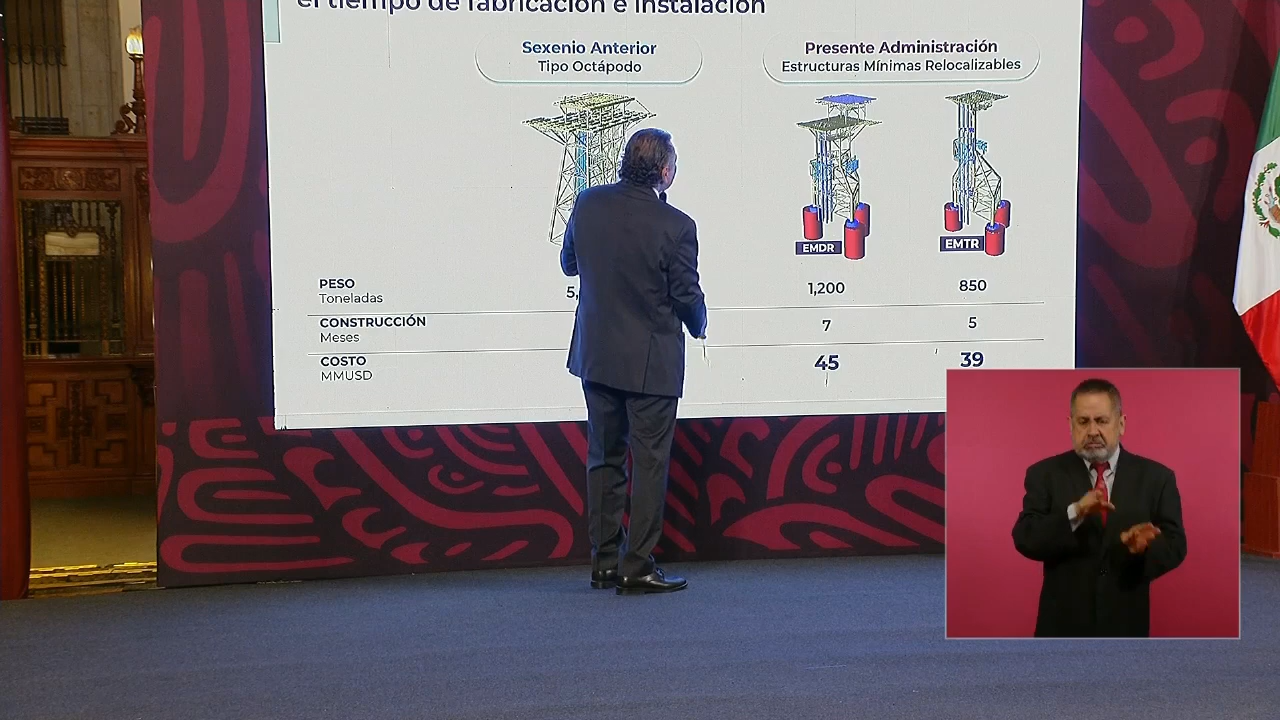 el tiempo de fabricación e instalación
Sexenio Anterior
Tipo Octápodo
Presente Administración
Estructuras Mínimas Relocalizables
EMDR
EMTR
PESO
Toneladas
5,
1,200
850
CONSTRUCCIÓN
Meses
7
5
COSTO
MMUSD
45
39